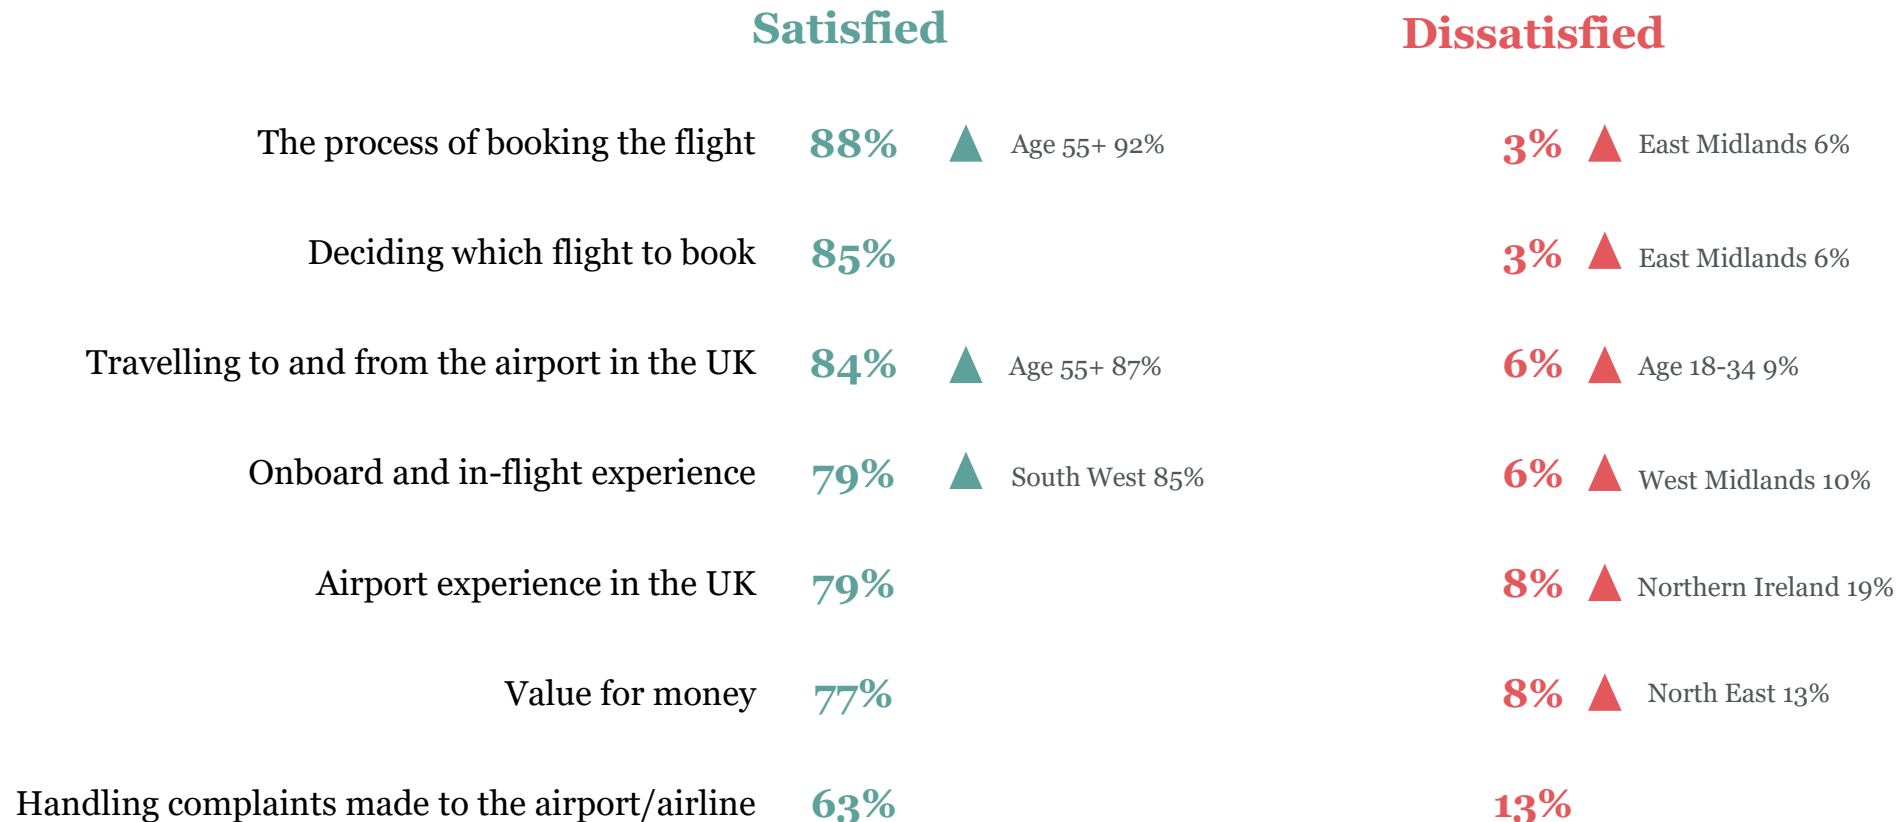 Satisfied Dissatisfied
The process of booking the flight 88% Age 55+ 92% 3% East Midlands 6%
Deciding which flight to book 85% 3% East Midlands 6%
Travelling to and from the airport in the UK 84% Age 55+ 87% 6% Age 18-34 9%
Onboard and in-flight experience 79% South West 85% 6% West Midlands 10%
Airport experience in the UK 79% 8% Northern Ireland 19%
Value for money 77% 8% North East 13%
Handling complaints made to the airport/airline 63% 13%